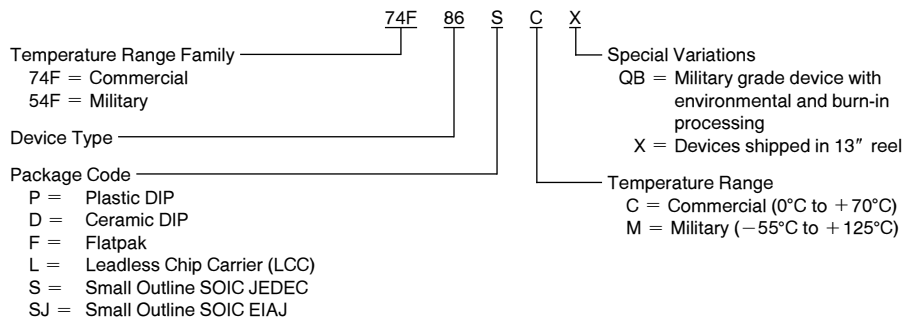 74F 86 S C X
Temperature Range Family
74F = Commercial
54F = Military
Device Type
Package Code
P = Plastic DIP
D = Ceramic DIP
F = Flatpak
L = Leadless Chip Carrier (LCC)
S = Small Outline SOIC JEDEC
SJ = Small Outline SOIC EIAJ
Special Variations
QB = Military grade device with
environmental and burn-in
processing
X = Devices shipped in 13″ reel
Temperature Range
C = Commercial (0°C to +70°C)
M = Military (−55°C to +125°C)